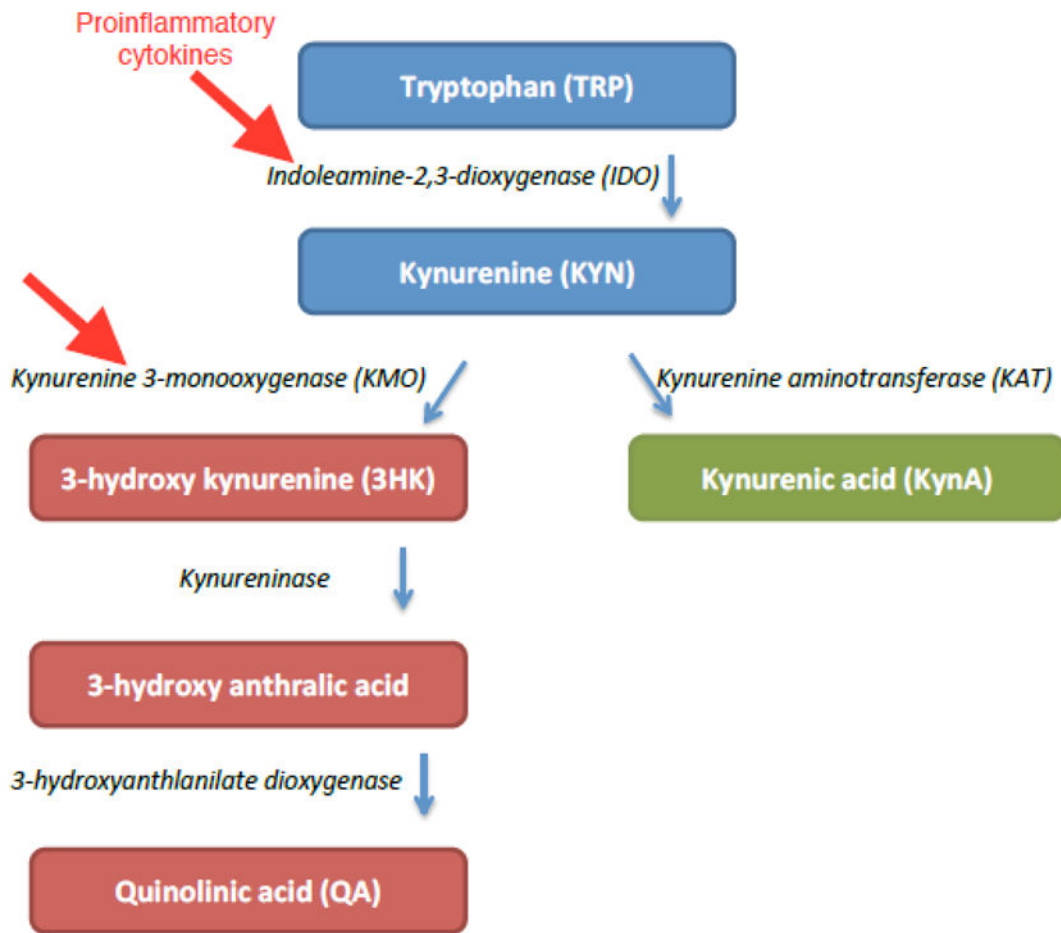 Proinflammatory
cytokines
Tryptophan (TRP)
Indoleamine-2,3-dioxygenase (IDO)
Kynurenine (KYN)
Kynurenine 3-monooxygenase (KMO)
Kynurenine aminotransferase (KAT)
3-hydroxy kynurenine (3HK)
Kynurenic acid (KynA)
Kynureninase
3-hydroxy anthralic acid
3-hydroxyanthlanilate dioxygenase
Quinolinic acid (QA)